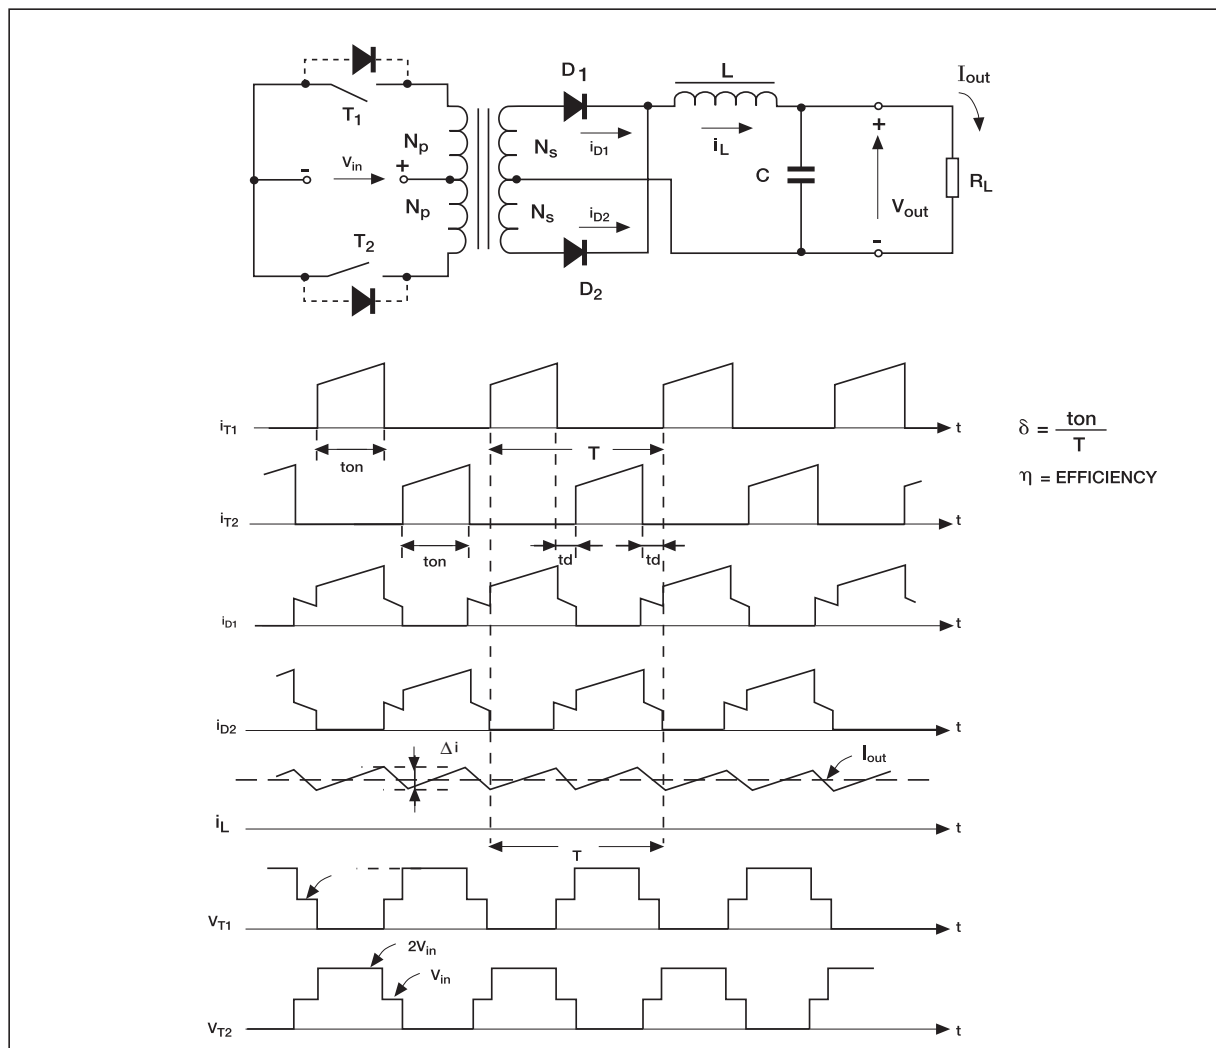 D1
L
Iout
T1
Np
Ns
iD1
iL
+
- Vin +
C
RL
Np
Ns
iD2
Vout
T2
-
D2
iT1
t
δ = ton / T
ton
T
η = EFFICIENCY
iT2
t
ton
td
td
iD1
t
iD2
t
Δi
Iout
iL
t
T
VT1
t
2Vin
Vin
VT2
t